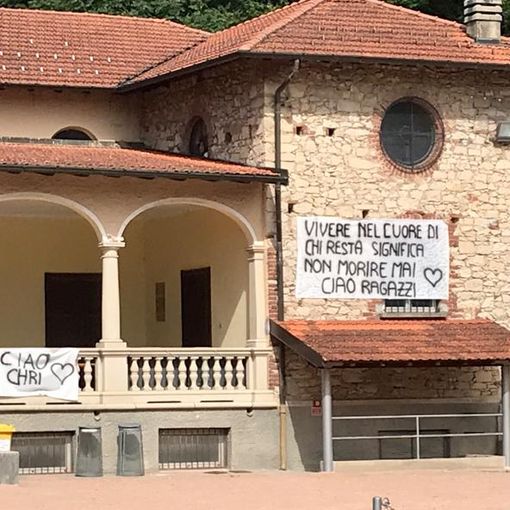 VIVERE NEL CUORE DI
CHI RESTA SIGNIFICA
NON MORIRE MAI
CIAO RAGAZZI
CIAO
CHRI